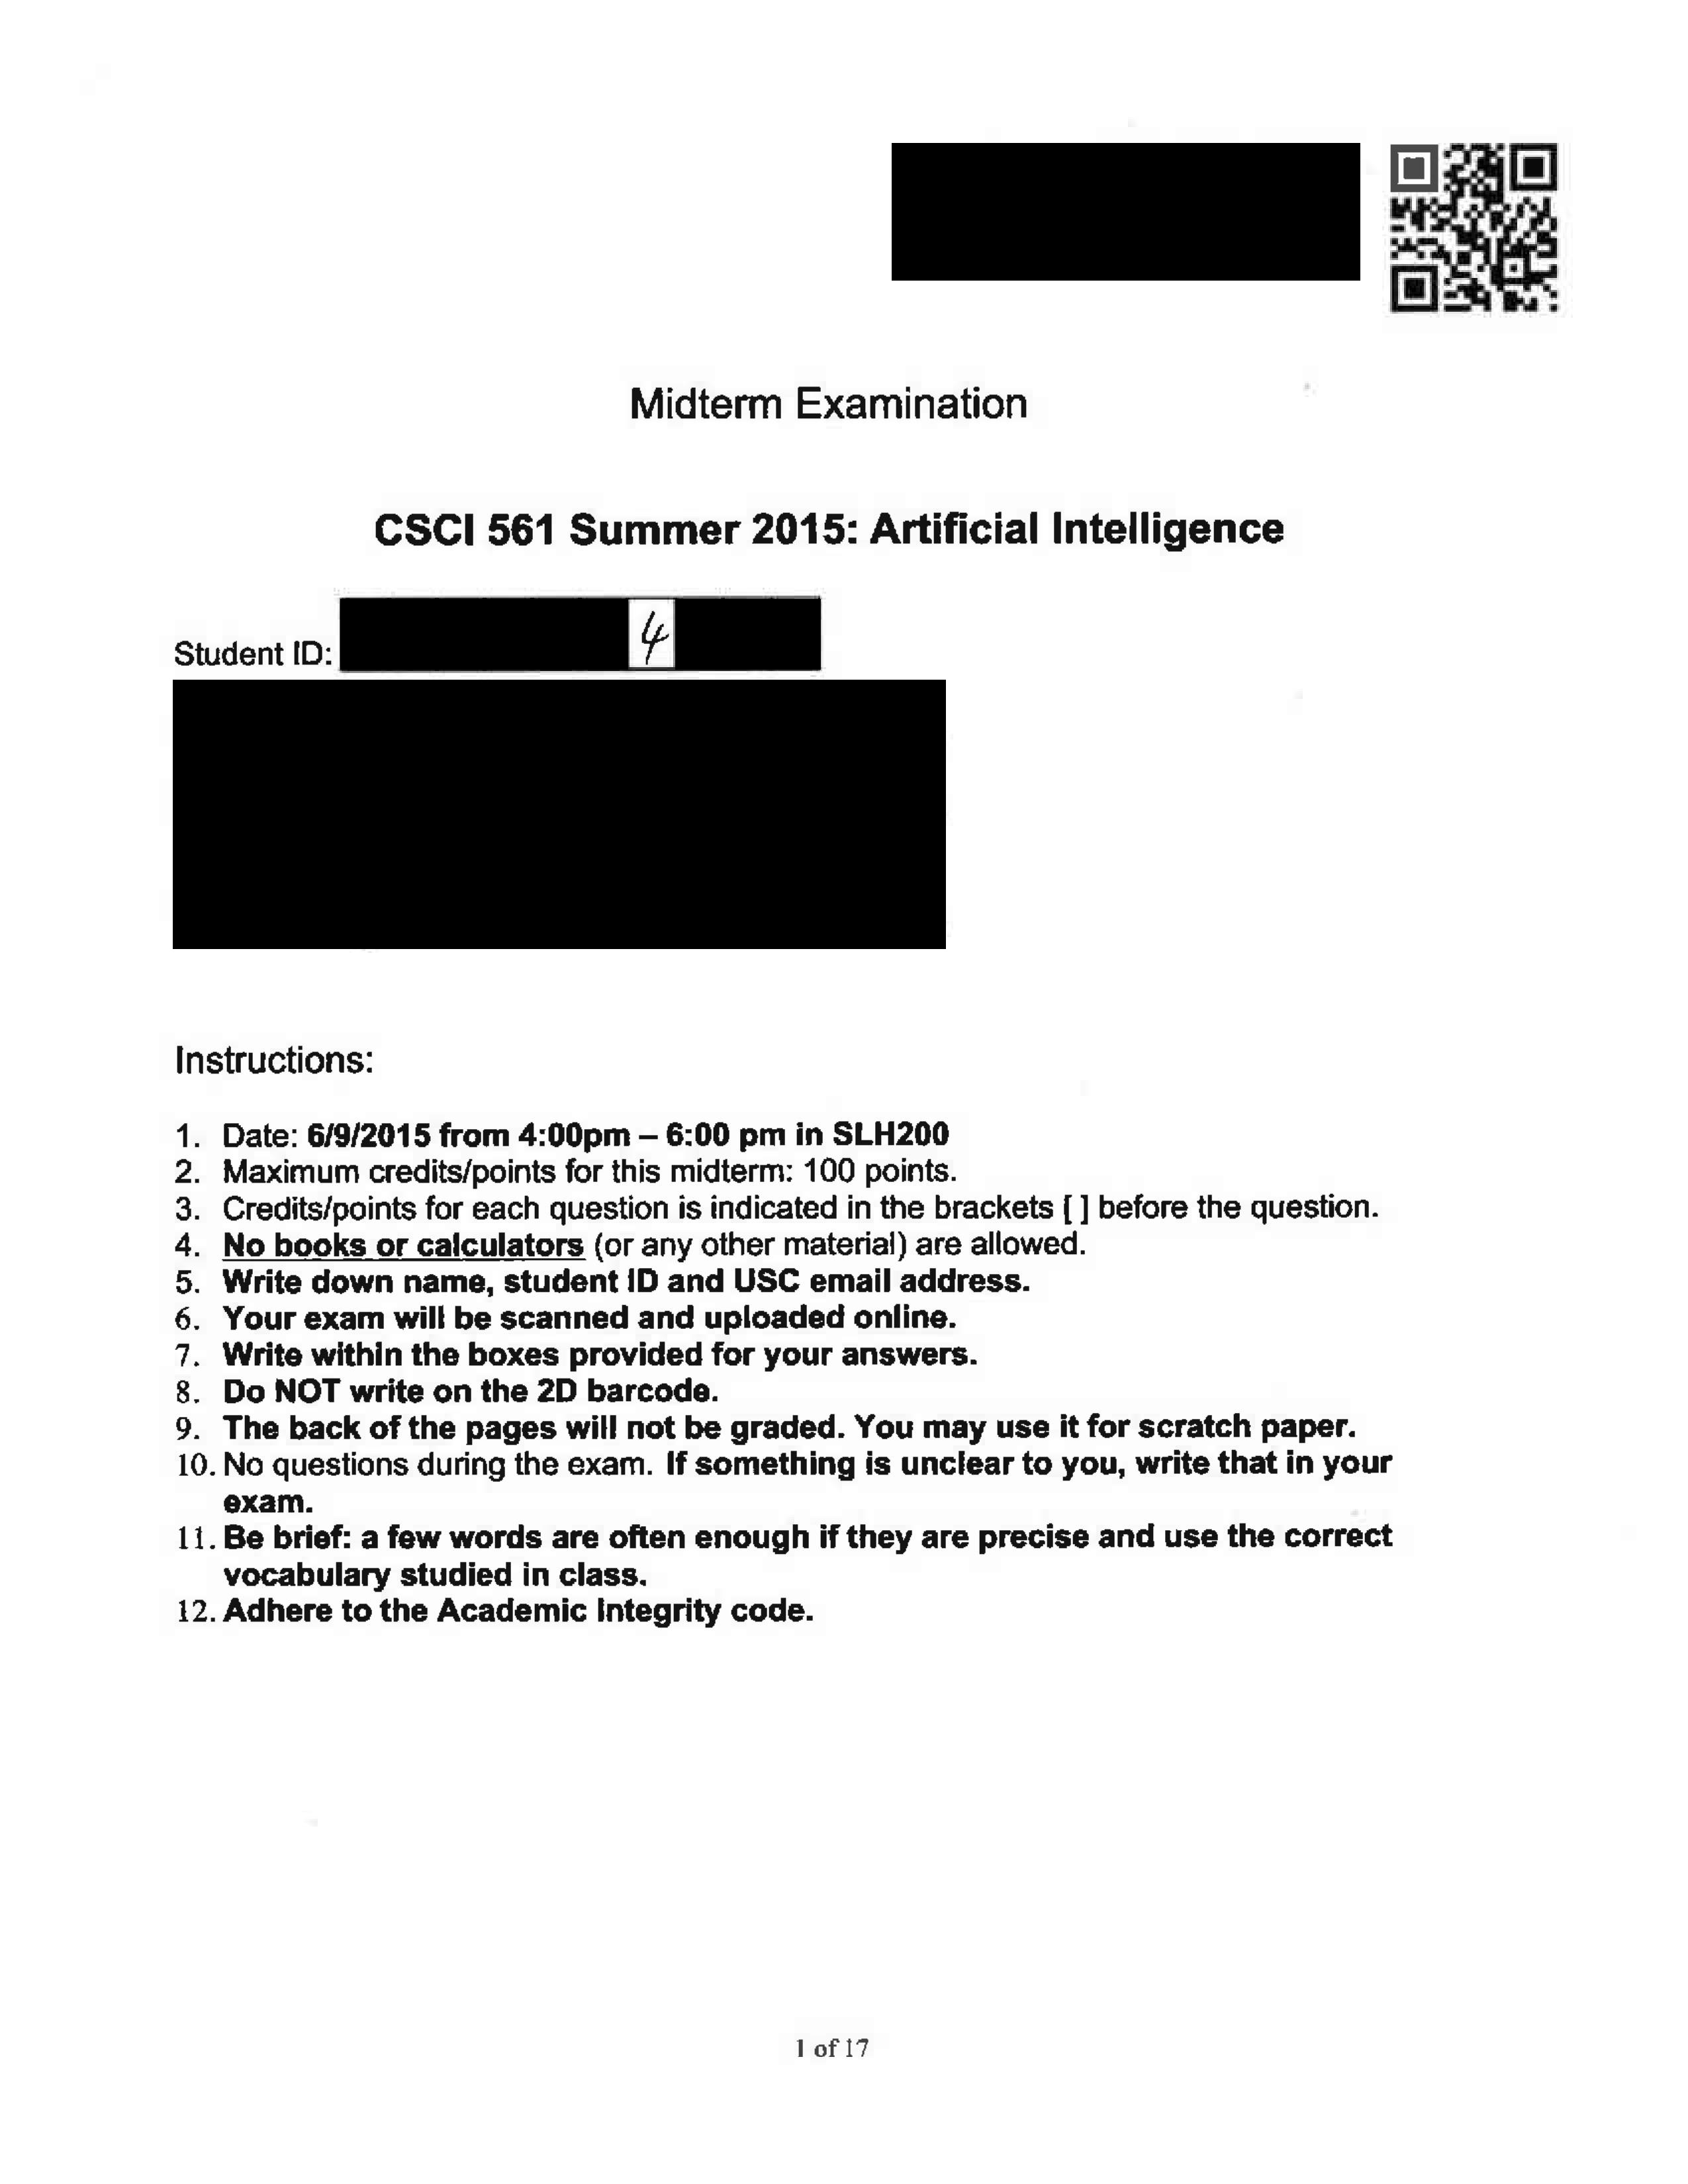 Midterm Examination
CSCI 561 Summer 2015: Artificial Intelligence
Student ID: 4
Instructions:
1. Date: 6/9/2015 from 4:00pm – 6:00 pm in SLH200
2. Maximum credits/points for this midterm: 100 points.
3. Credits/points for each question is indicated in the brackets [ ] before the question.
4. No books or calculators (or any other material) are allowed.
5. Write down name, student ID and USC email address.
6. Your exam will be scanned and uploaded online.
7. Write within the boxes provided for your answers.
8. Do NOT write on the 2D barcode.
9. The back of the pages will not be graded. You may use it for scratch paper.
10. No questions during the exam. If something is unclear to you, write that in your
exam.
11. Be brief: a few words are often enough if they are precise and use the correct
vocabulary studied in class.
12. Adhere to the Academic Integrity code.
1 of 17